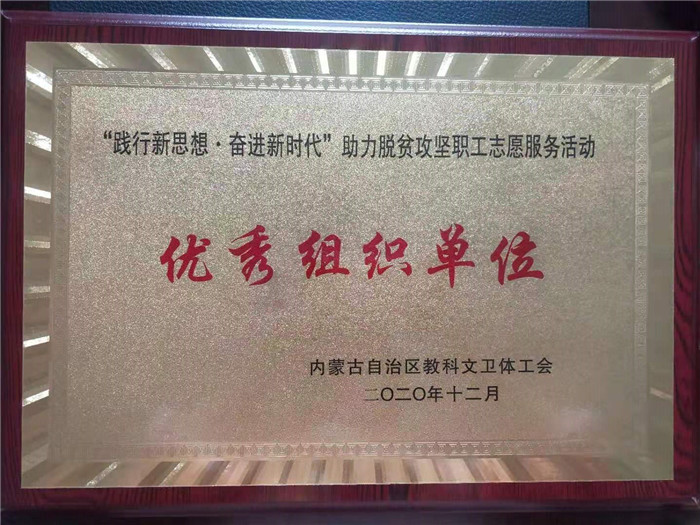 “践行新思想·奋进新时代”助力脱贫攻坚职工志愿服务活动
优秀组织单位
内蒙古自治区教科文卫体工会
二〇二〇年十二月